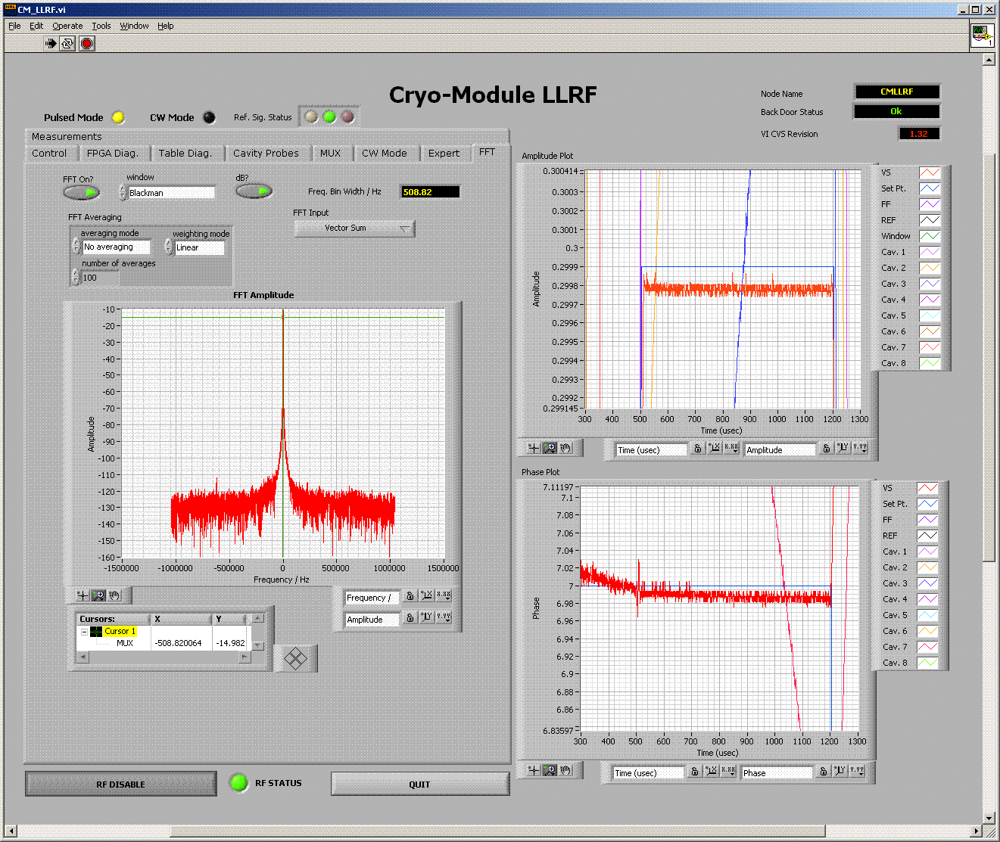 CM_LLRF.vi
File Edit Operate Tools Window Help
1
Cryo-Module LLRF
Node Name CMLLRF
Back Door Status Ok
VI CVS Revision 1.32
Pulsed Mode CW Mode Ref. Sig. Status
Measurements
Control FPGA Diag. Table Diag. Cavity Probes MUX CW Mode Expert FFT
FFT On? window dB?
Blackman
Freq. Bin Width / Hz 508.82
FFT Input
Vector Sum
FFT Averaging
averaging mode weighting mode
No averaging Linear
number of averages
100
FFT Amplitude
-10
-20
-30
-40
-50
-60
-70
-80
-90
-100
-110
-120
-130
-140
-150
-160
Amplitude
-1500000 -1000000 -500000 0 500000 1000000 1500000
Frequency / Hz
Frequency /
X.XX
Amplitude
Y.YY
Cursors: X Y
Cursor 1
MUX -508.820064 -14.982
RF DISABLE RF STATUS QUIT
Amplitude Plot
0.300414
0.3003
0.3002
0.3001
0.3
0.2999
0.2998
0.2997
0.2996
0.2995
0.2994
0.2993
0.2992
0.299145
Amplitude
300 500 600 700 800 900 1000 1100 1200 1300
Time (usec)
Time (usec) X.XX Amplitude Y.YY
VS
Set Pt.
FF
REF
Window
Cav. 1
Cav. 2
Cav. 3
Cav. 4
Cav. 5
Cav. 6
Cav. 7
Cav. 8
Phase Plot
7.11197
7.1
7.08
7.06
7.04
7.02
7
6.98
6.96
6.94
6.92
6.9
6.88
6.86
6.83597
Phase
300 400 500 600 700 800 900 1000 1100 1200 1300
Time (usec)
Time (usec) X.XX Phase Y.YY
VS
Set Pt.
FF
REF
Cav. 1
Cav. 2
Cav. 3
Cav. 4
Cav. 5
Cav. 6
Cav. 7
Cav. 8